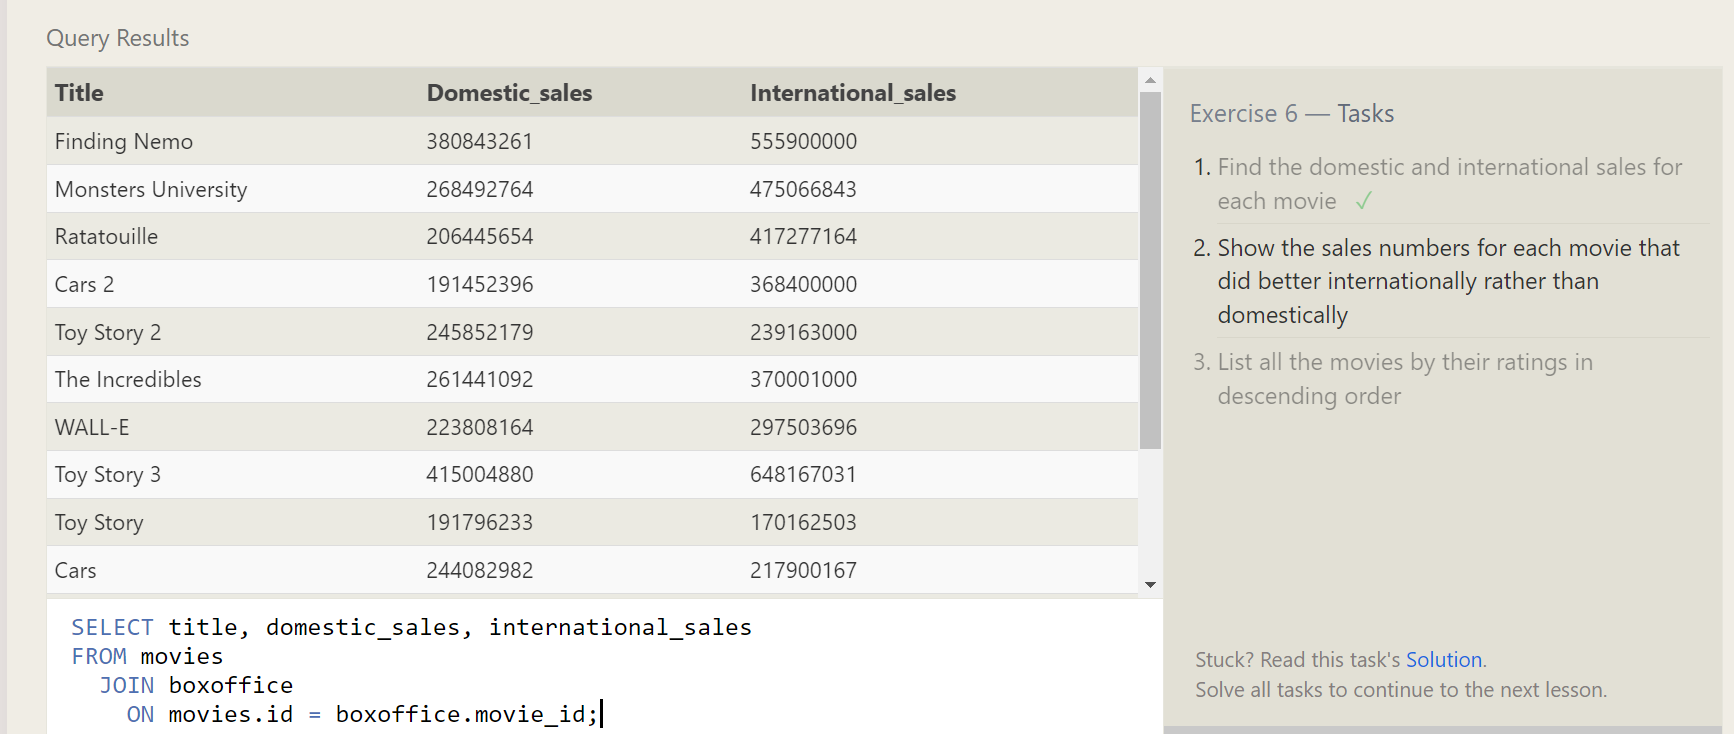 Query Results
Title Domestic_sales International_sales
Finding Nemo 380843261 555900000
Monsters University 268492764 475066843
Ratatouille 206445654 417277164
Cars 2 191452396 368400000
Toy Story 2 245852179 239163000
The Incredibles 261441092 370001000
WALL-E 223808164 297503696
Toy Story 3 415004880 648167031
Toy Story 191796233 170162503
Cars 244082982 217900167
SELECT title, domestic_sales, international_sales
FROM movies
JOIN boxoffice
ON movies.id = boxoffice.movie_id;
Exercise 6 — Tasks
1. Find the domestic and international sales for
each movie ✓
2. Show the sales numbers for each movie that
did better internationally rather than
domestically
3. List all the movies by their ratings in
descending order
Stuck? Read this task's Solution.
Solve all tasks to continue to the next lesson.